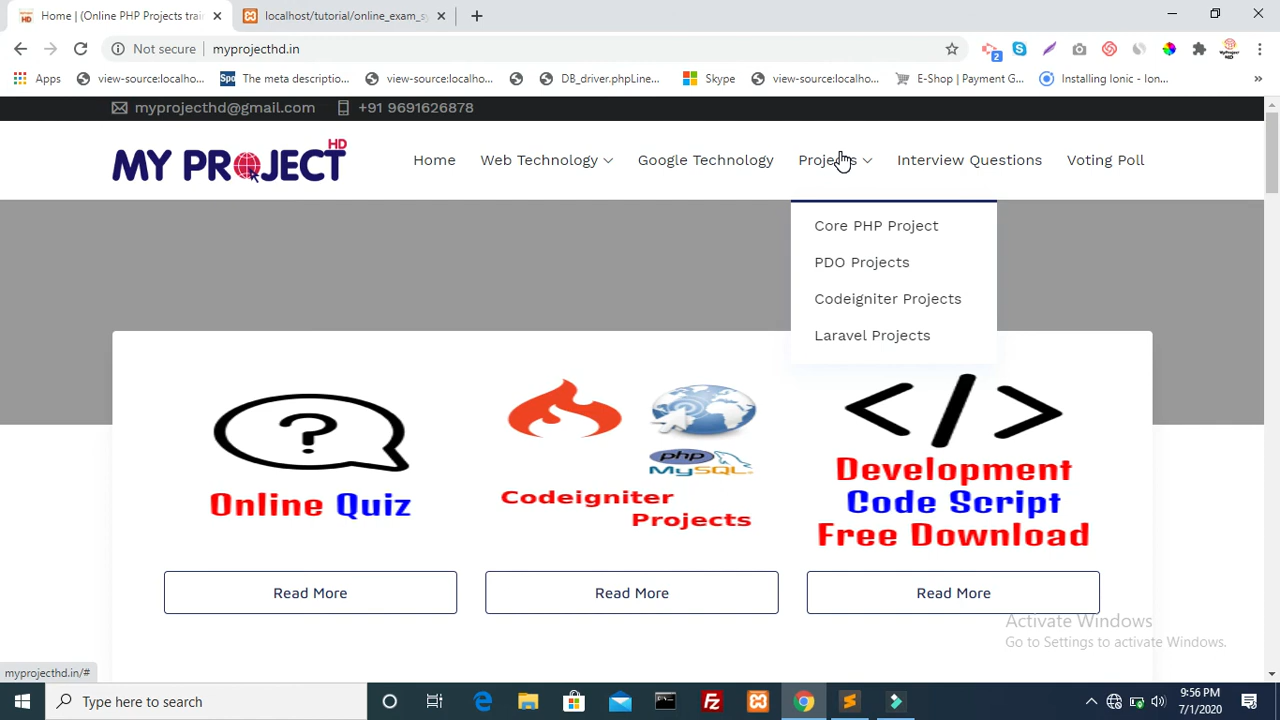 Home | (Online PHP Projects train
localhost/tutorial/online_exam_sy
Not secure myprojecthd.in
Apps view-source:localho... Spo The meta descriptio... view-source:localho... DB_driver.phpLine... Skype view-source:localho... E-Shop | Payment G... Installing Ionic - Ion... »
myprojecthd@gmail.com +91 9691626878
MY PROJECT HD
Home Web Technology Google Technology Projects Interview Questions Voting Poll
Core PHP Project
PDO Projects
Codeigniter Projects
Laravel Projects
?
Online Quiz
php
MySQL
Codeigniter
Projects
</>
Development
Code Script
Free Download
Read More Read More Read More
Activate Windows
Go to Settings to activate Windows.
myprojecthd.in/#
Type here to search
9:56 PM
7/1/2020